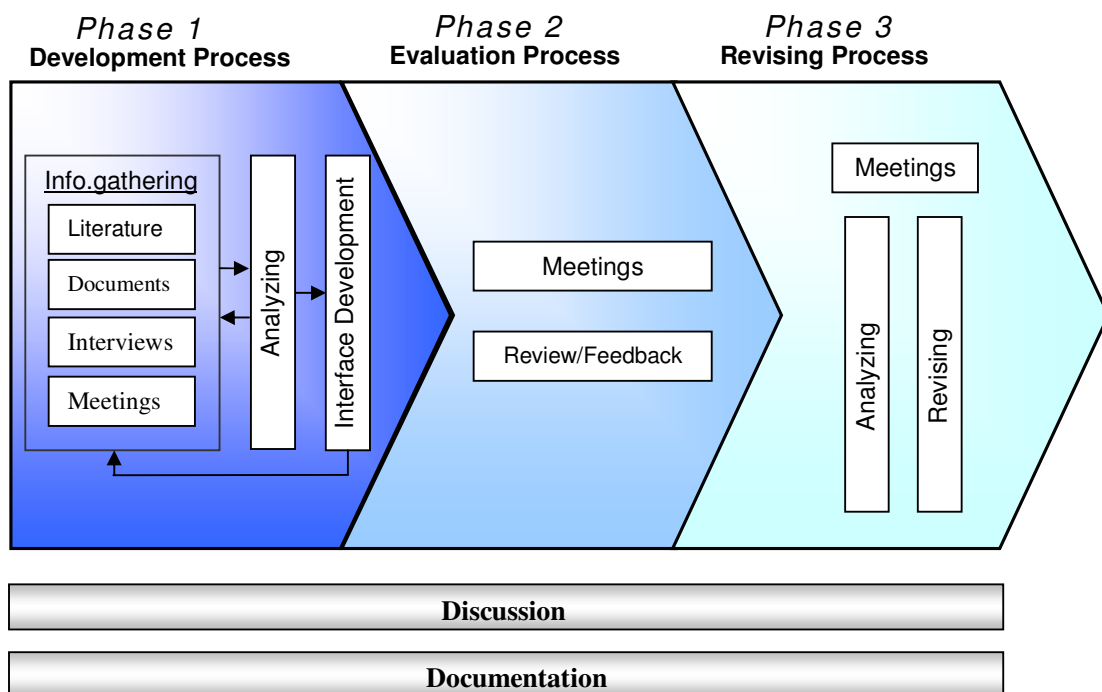 Phase 1
Development Process
Phase 2
Evaluation Process
Phase 3
Revising Process
Info.gathering
Literature
Documents
Interviews
Meetings
Analyzing
Interface Development
Meetings
Review/Feedback
Meetings
Analyzing
Revising
Discussion
Documentation